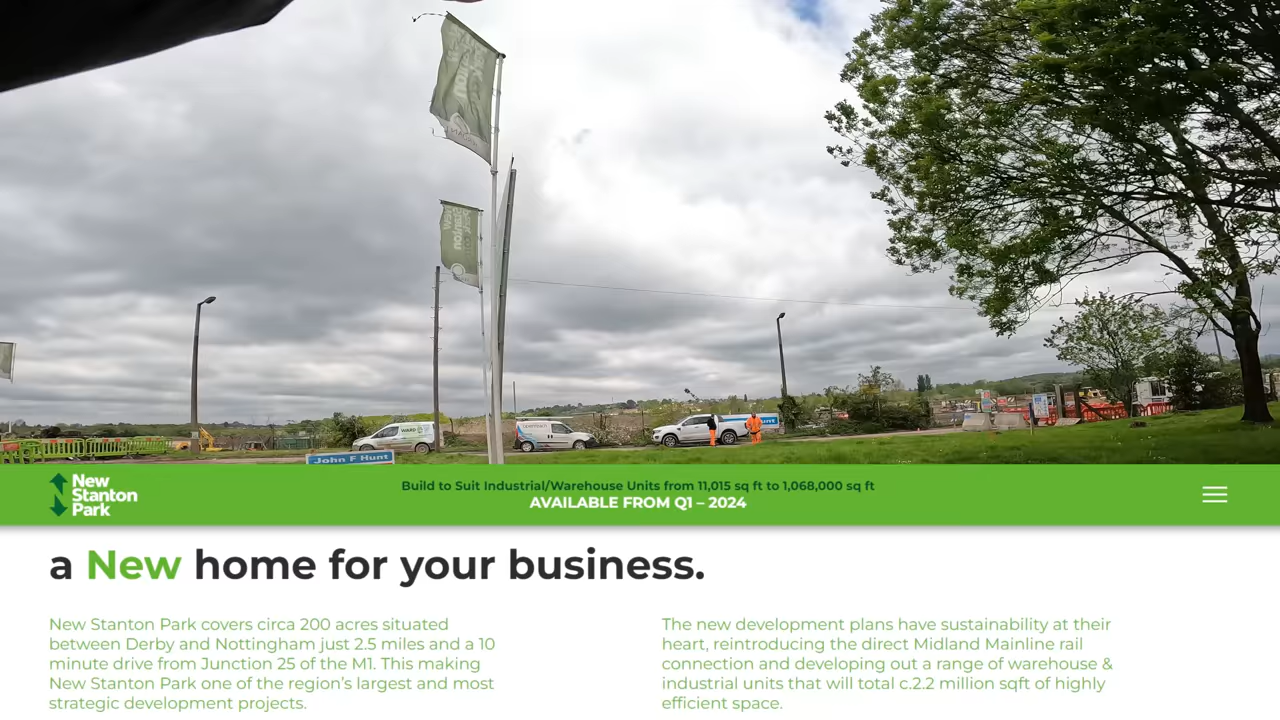 New
Stanton
Park
WARD
John F Hunt
New
Stanton
Park
Build to Suit Industrial/Warehouse Units from 11,015 sq ft to 1,068,000 sq ft
AVAILABLE FROM Q1 – 2024
a New home for your business.
New Stanton Park covers circa 200 acres situated
between Derby and Nottingham just 2.5 miles and a 10
minute drive from Junction 25 of the M1. This making
New Stanton Park one of the region's largest and most
strategic development projects.
The new development plans have sustainability at their
heart, reintroducing the direct Midland Mainline rail
connection and developing out a range of warehouse &
industrial units that will total c.2.2 million sqft of highly
efficient space.